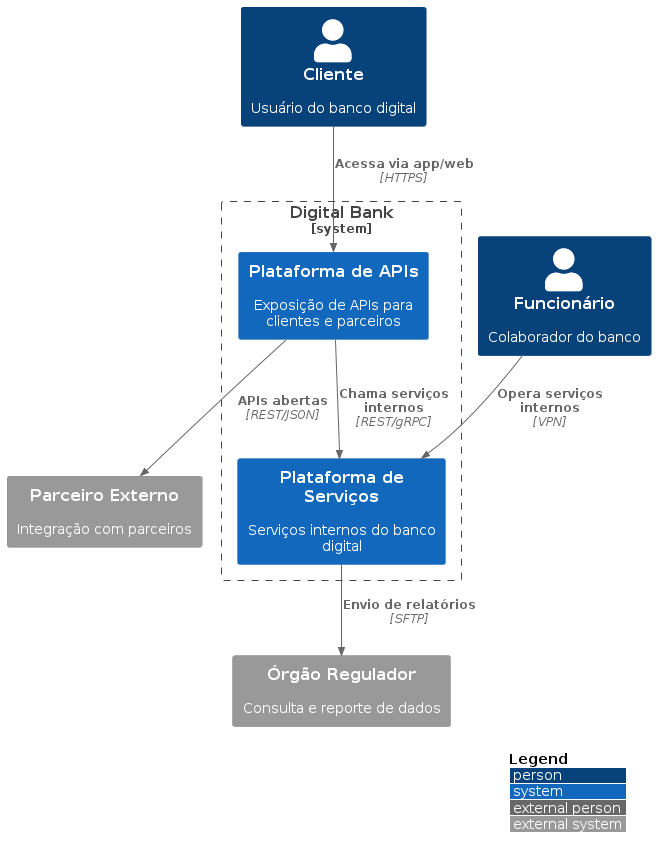 Cliente
Usuário do banco digital
Acessa via app/web
[HTTPS]
Digital Bank
[system]
Plataforma de APIs
Exposição de APIs para
clientes e parceiros
Funcionário
Colaborador do banco
APIs abertas
[REST/JSON]
Chama serviços
internos
[REST/gRPC]
Opera serviços
internos
[VPN]
Parceiro Externo
Integração com parceiros
Plataforma de
Serviços
Serviços internos do banco
digital
Envio de relatórios
[SFTP]
Órgão Regulador
Consulta e reporte de dados
Legend
person
system
external person
external system